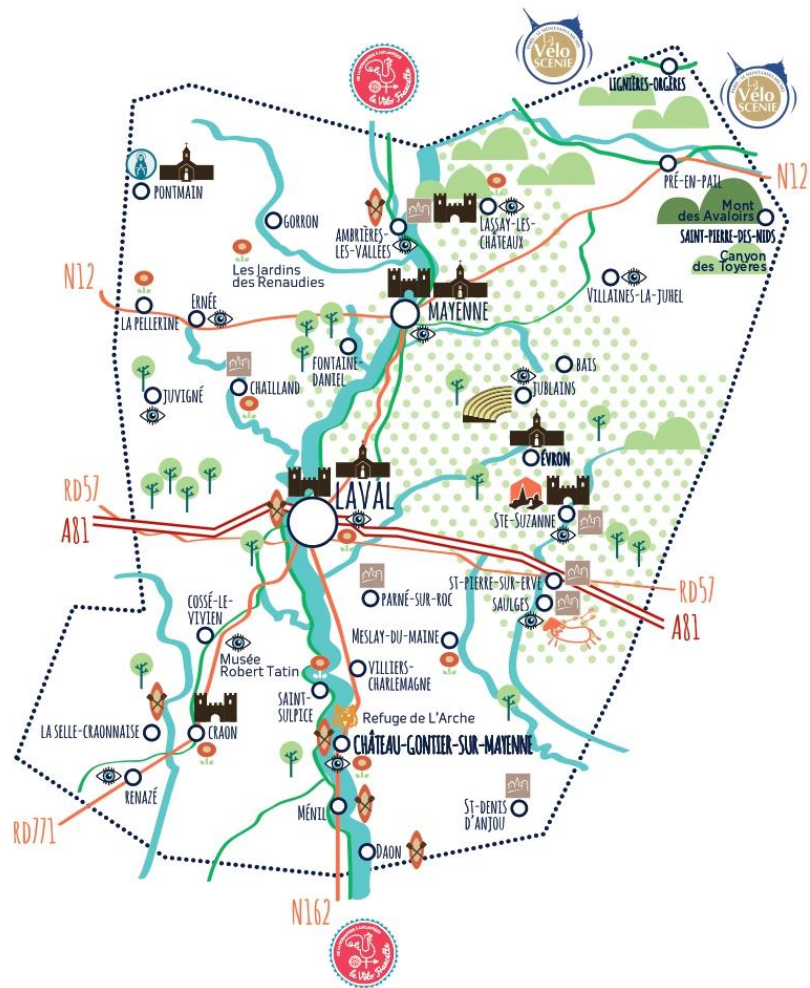 La
Vélo
SCÉNIE
La
Vélo
SCÉNIE
la Vélo Francette
LIGNIÈRES-ORGÈRES
PRÉ-EN-PAIL
N12
PONTMAIN
GORRON
AMBRIÈRES-
LES-VALLÉES
LASSAY-LES-
CHÂTEAUX
Mont
des Avaloirs
SAINT-PIERRE-DES-NIDS
Canyon
des Toyères
Les Jardins
des Renaudies
N12
LA PELLERINE
ERNÉE
MAYENNE
VILLAINES-LA-JUHEL
FONTAINE-
DANIEL
BAIS
CHAILLAND
JUVIGNÉ
JUBLAINS
ÉVRON
LAVAL
RD57
A81
STE-SUZANNE
ST-PIERRE-SUR-ERVE
RD57
SAULGES
A81
PARNÉ-SUR-ROC
COSSÉ-LE-
VIVIEN
Musée
Robert Tatin
MESLAY-DU-MAINE
VILLIERS-
CHARLEMAGNE
SAINT-
SULPICE
Refuge de L'Arche
LA SELLE-CRAONNAISE
CRAON
CHÂTEAU-GONTIER-SUR-MAYENNE
RENAZÉ
MÉNIL
ST-DENIS
D'ANJOU
RD771
DAON
N162
la Vélo Francette